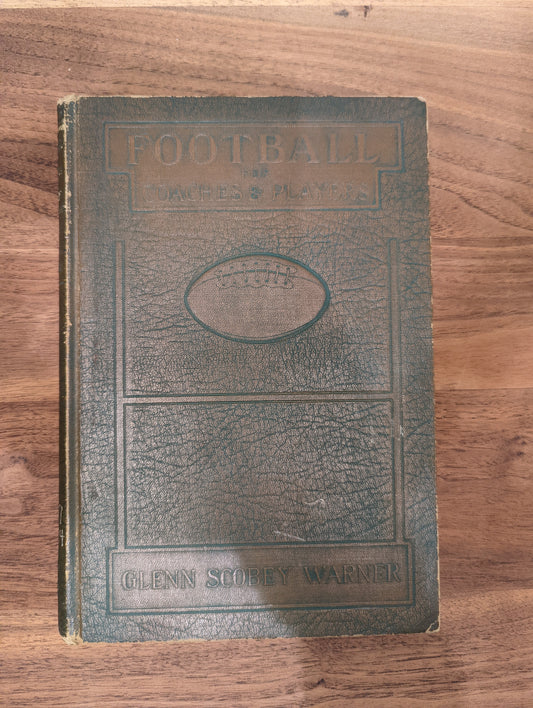 FOOTBALL
FOR
COACHES & PLAYERS
GLENN SCOBEY WARNER